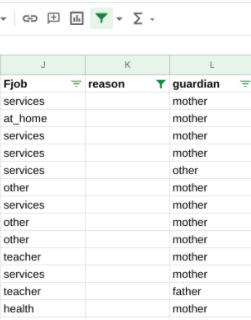 J K L
Fjob reason guardian
services mother
at_home mother
services mother
services mother
services other
other mother
services mother
other mother
other mother
teacher mother
services mother
teacher father
health mother